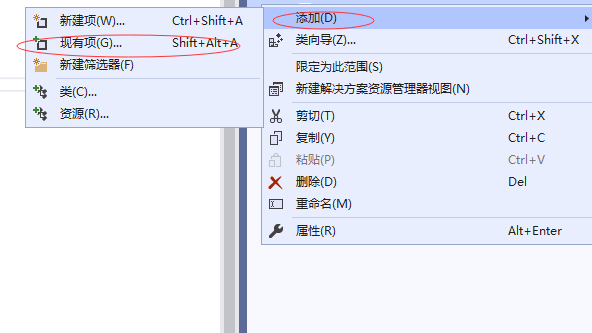 新建项(W)... Ctrl+Shift+A
现有项(G)... Shift+Alt+A
新建筛选器(F)
类(C)...
资源(R)...
添加(D)
类向导(Z)... Ctrl+Shift+X
限定为此范围(S)
新建解决方案资源管理器视图(N)
剪切(T) Ctrl+X
复制(Y) Ctrl+C
粘贴(P) Ctrl+V
删除(D) Del
重命名(M)
属性(R) Alt+Enter